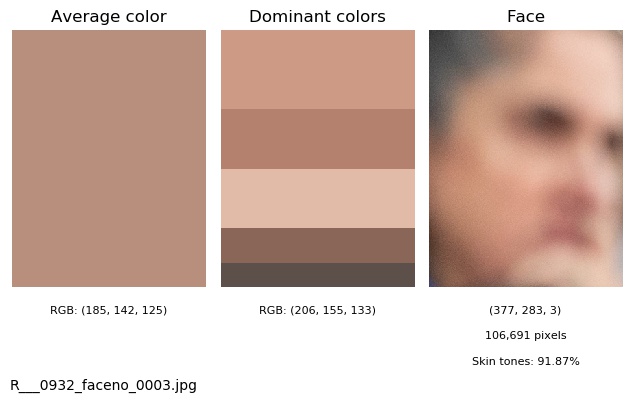 Average color
Dominant colors
Face
RGB: (185, 142, 125)
RGB: (206, 155, 133)
(377, 283, 3)
106,691 pixels
Skin tones: 91.87%
R___0932_faceno_0003.jpg